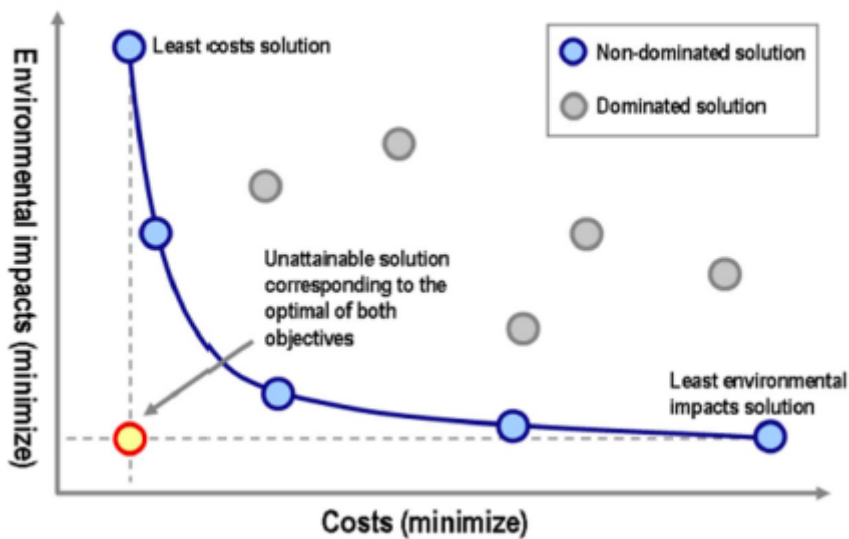 Least costs solution
Non-dominated solution
Dominated solution
Environmental impacts (minimize)
Unattainable solution
corresponding to the
optimal of both
objectives
Least environmental
impacts solution
Costs (minimize)